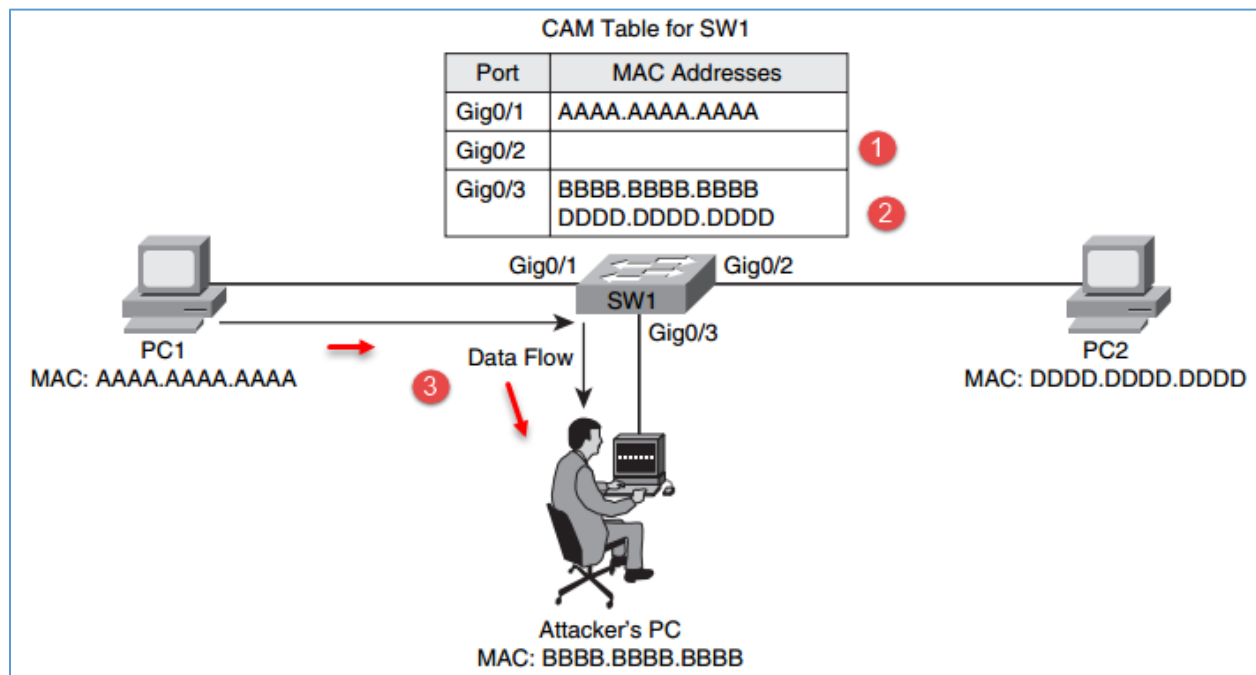 CAM Table for SW1
Port MAC Addresses
Gig0/1 AAAA.AAAA.AAAA
Gig0/2 1
Gig0/3 BBBB.BBBB.BBBB
DDDD.DDDD.DDDD 2
Gig0/1 Gig0/2
SW1
Gig0/3
PC1 Data Flow PC2
MAC: AAAA.AAAA.AAAA 3 MAC: DDDD.DDDD.DDDD
Attacker's PC
MAC: BBBB.BBBB.BBBB